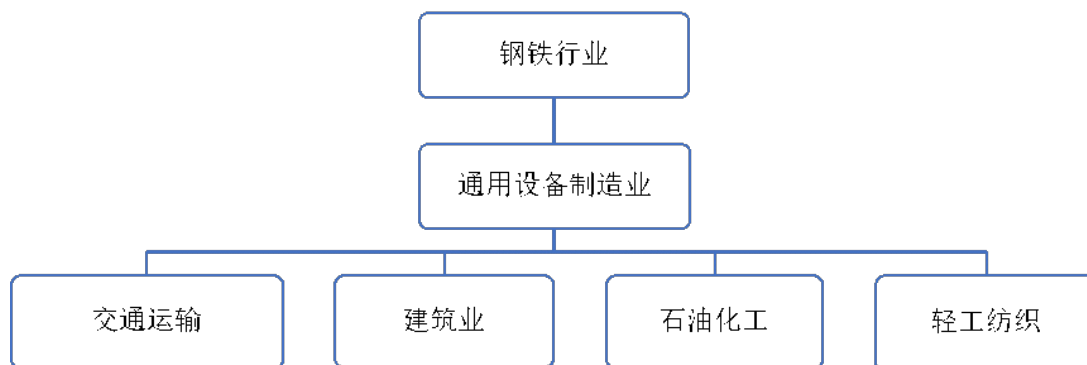 钢铁行业
通用设备制造业
交通运输
建筑业
石油化工
轻工纺织